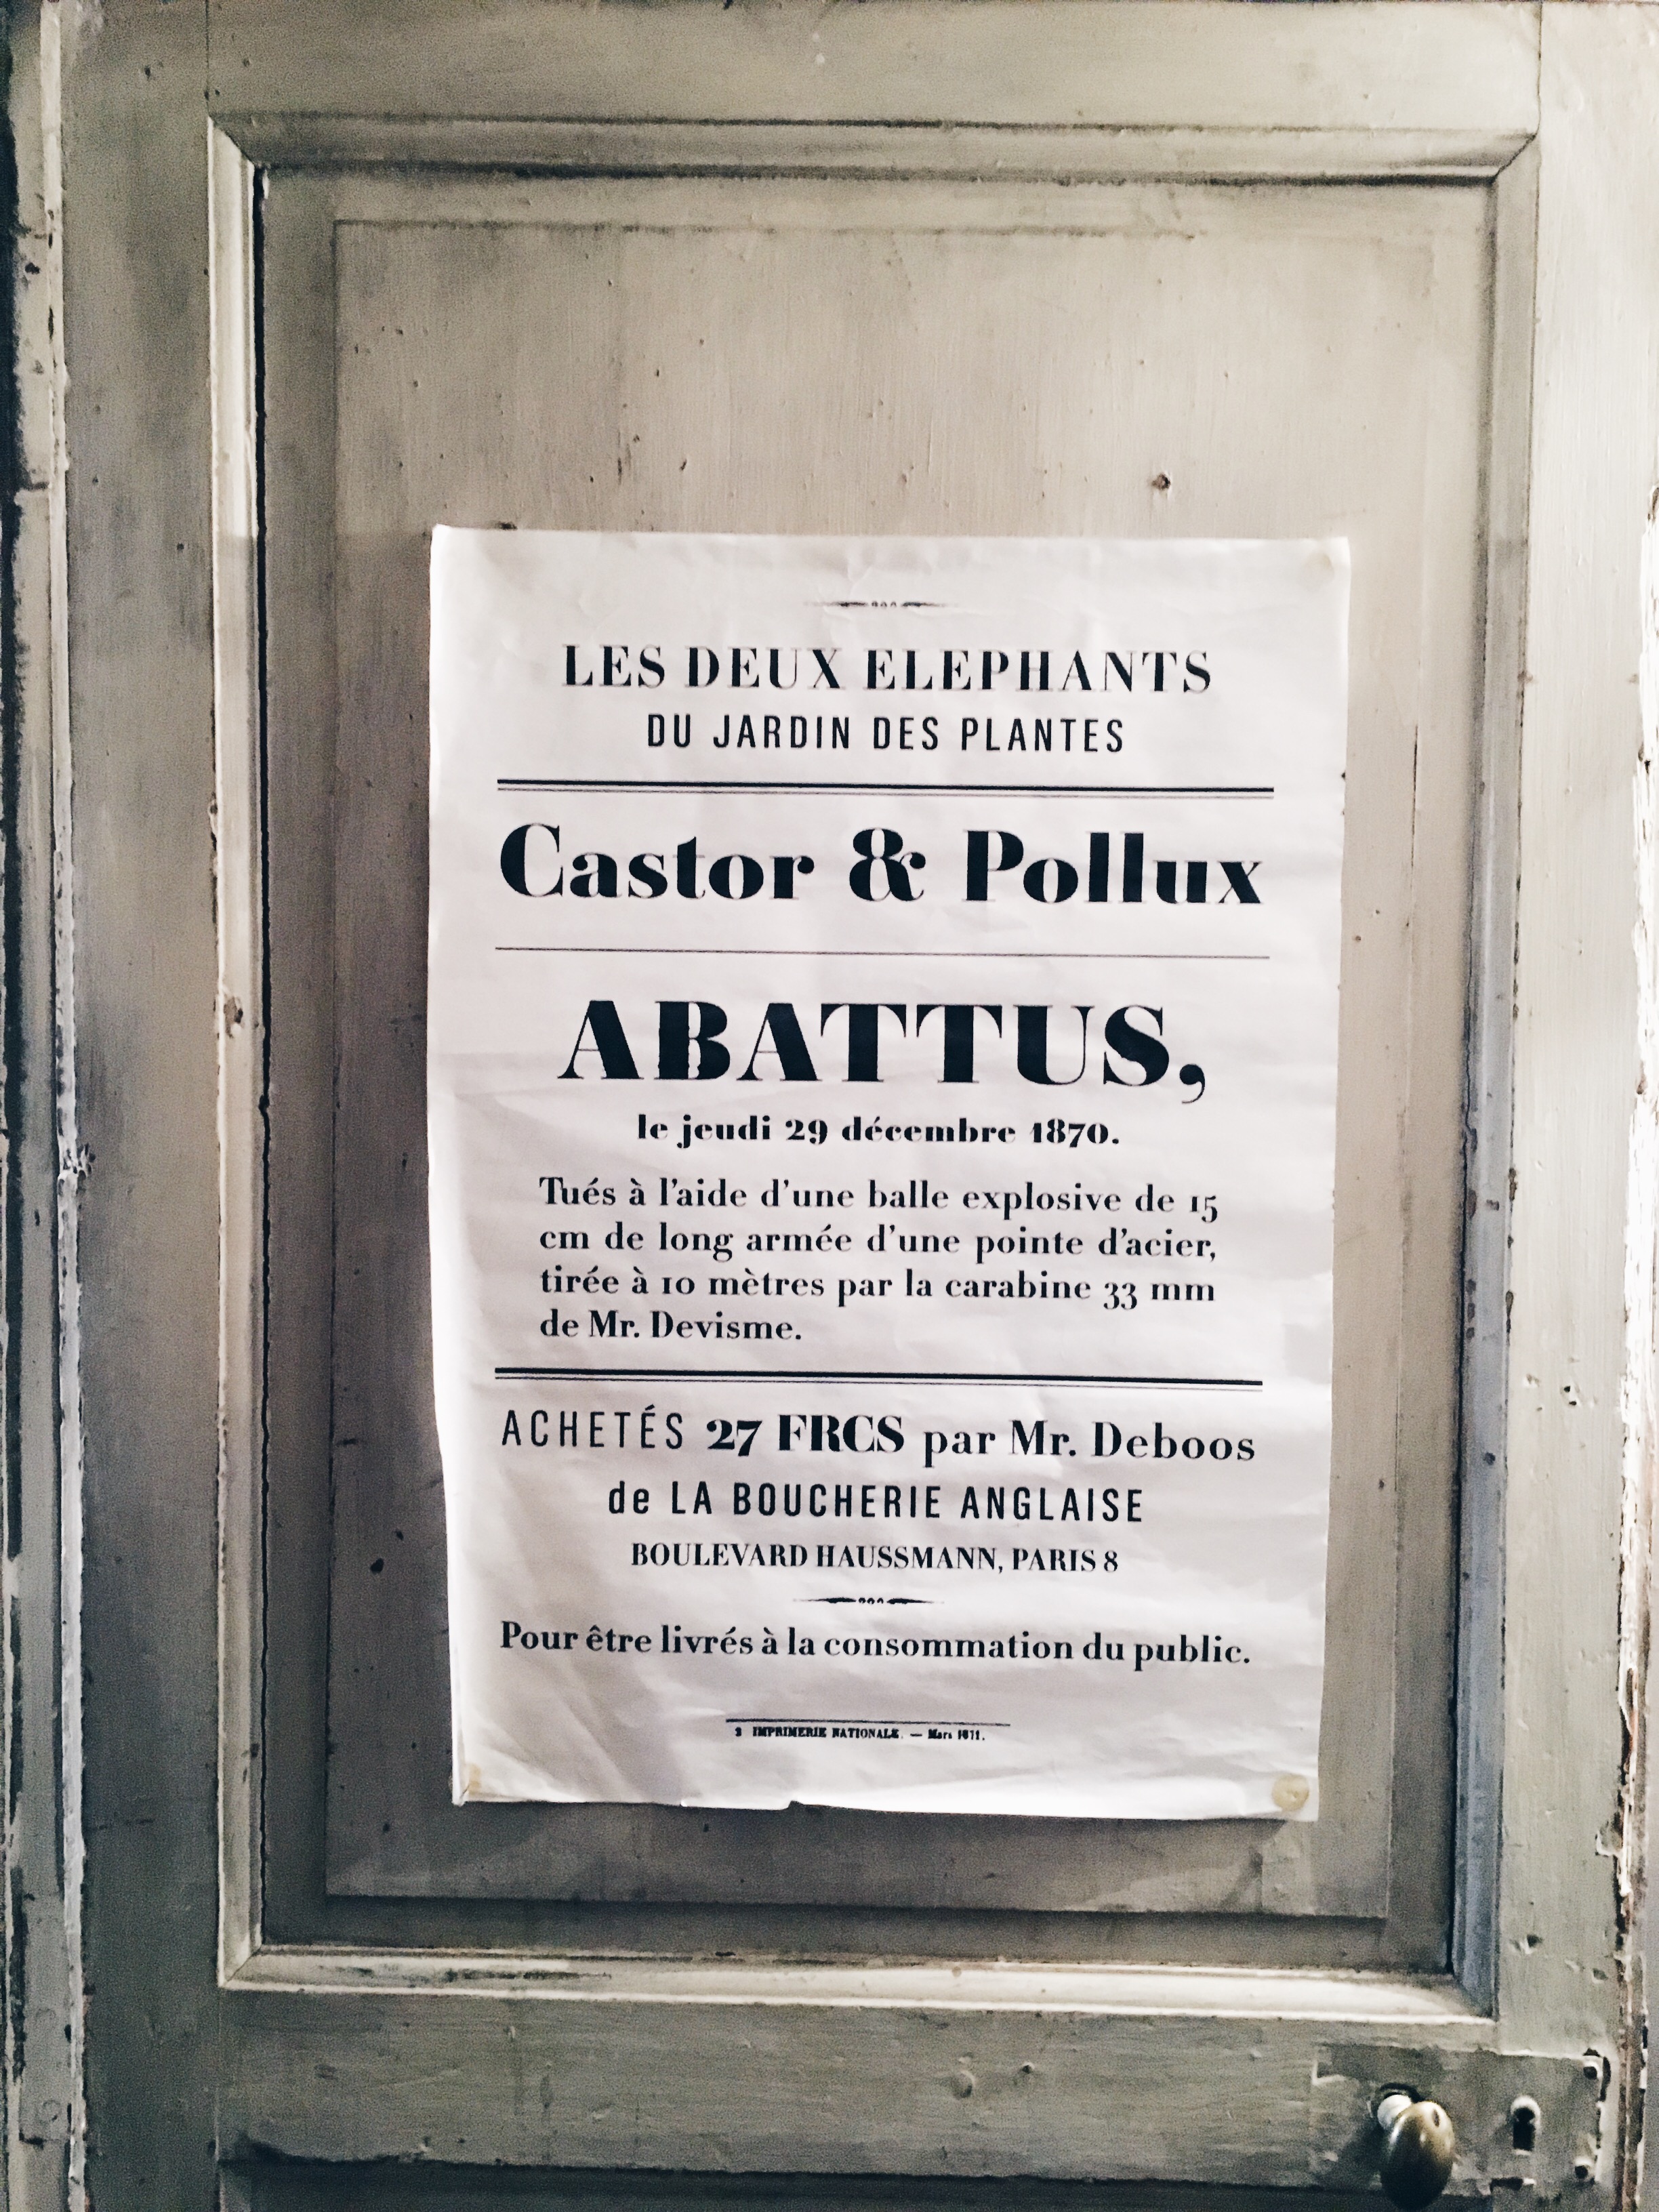 LES DEUX ELEPHANTS
DU JARDIN DES PLANTES
Castor & Pollux
ABATTUS,
le jeudi 29 décembre 1870.
Tués à l'aide d'une balle explosive de 15
cm de long armée d'une pointe d'acier,
tirée à 10 mètres par la carabine 33 mm
de Mr. Devisme.
ACHETÉS 27 FRCS par Mr. Deboos
de LA BOUCHERIE ANGLAISE
BOULEVARD HAUSSMANN, PARIS 8
Pour être livrés à la consommation du public.
IMPRIMERIE NATIONALE. — Mars 1871.